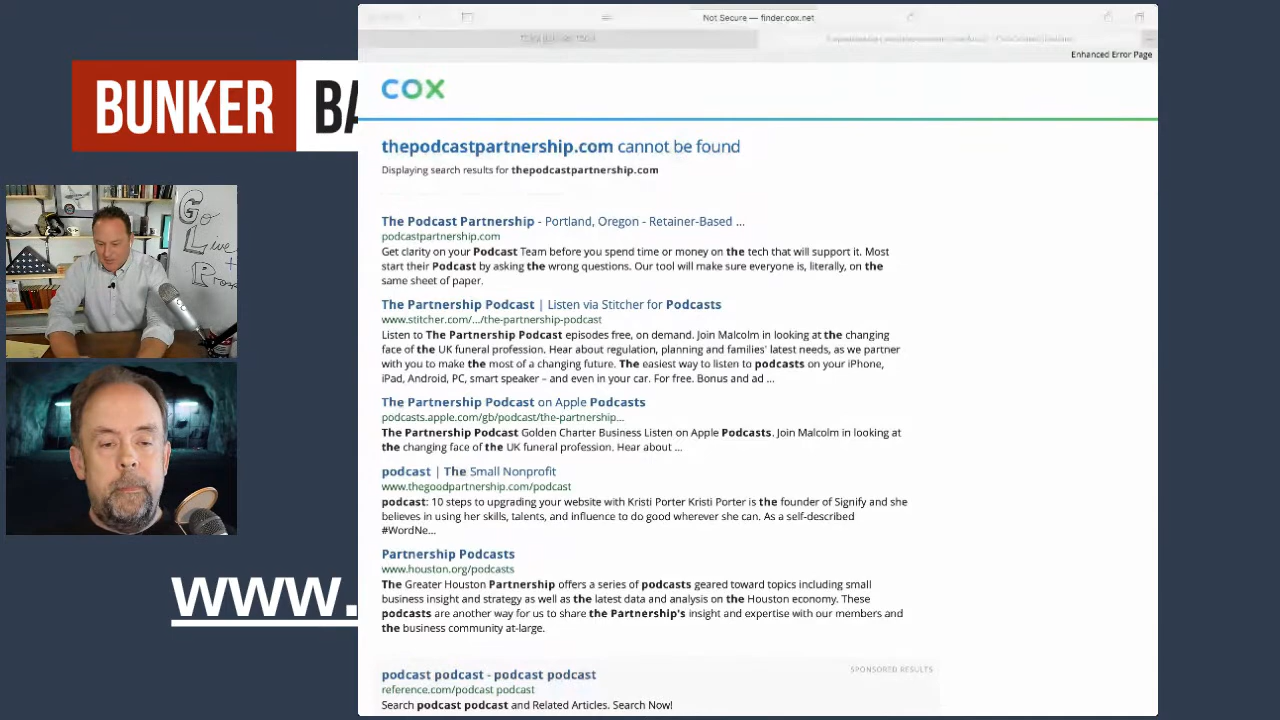 Not Secure — finder.cox.net
Enhanced Error Page
BUNKER BA
COX
thepodcastpartnership.com cannot be found
Displaying search results for thepodcastpartnership.com
The Podcast Partnership - Portland, Oregon - Retainer-Based ...
podcastpartnership.com
Get clarity on your Podcast Team before you spend time or money on the tech that will support it. Most
start their Podcast by asking the wrong questions. Our tool will make sure everyone is, literally, on the
same sheet of paper.
The Partnership Podcast | Listen via Stitcher for Podcasts
www.stitcher.com/.../the-partnership-podcast
Listen to The Partnership Podcast episodes free, on demand. Join Malcolm in looking at the changing
face of the UK funeral profession. Hear about regulation, planning and families' latest needs, as we partner
with you to make the most of a changing future. The easiest way to listen to podcasts on your iPhone,
iPad, Android, PC, smart speaker – and even in your car. For free. Bonus and ad ...
The Partnership Podcast on Apple Podcasts
podcasts.apple.com/gb/podcast/the-partnership...
The Partnership Podcast Golden Charter Business Listen on Apple Podcasts. Join Malcolm in looking at
the changing face of the UK funeral profession. Hear about ...
podcast | The Small Nonprofit
www.thegoodpartnership.com/podcast
podcast: 10 steps to upgrading your website with Kristi Porter Kristi Porter is the founder of Signify and she
believes in using her skills, talents, and influence to do good wherever she can. As a self-described
#WordNe...
Partnership Podcasts
www.houston.org/podcasts
The Greater Houston Partnership offers a series of podcasts geared toward topics including small
business insight and strategy as well as the latest data and analysis on the Houston economy. These
podcasts are another way for us to share the Partnership's insight and expertise with our members and
the business community at-large.
www.
SPONSORED RESULTS
podcast podcast - podcast podcast
reference.com/podcast podcast
Search podcast podcast and Related Articles. Search Now!